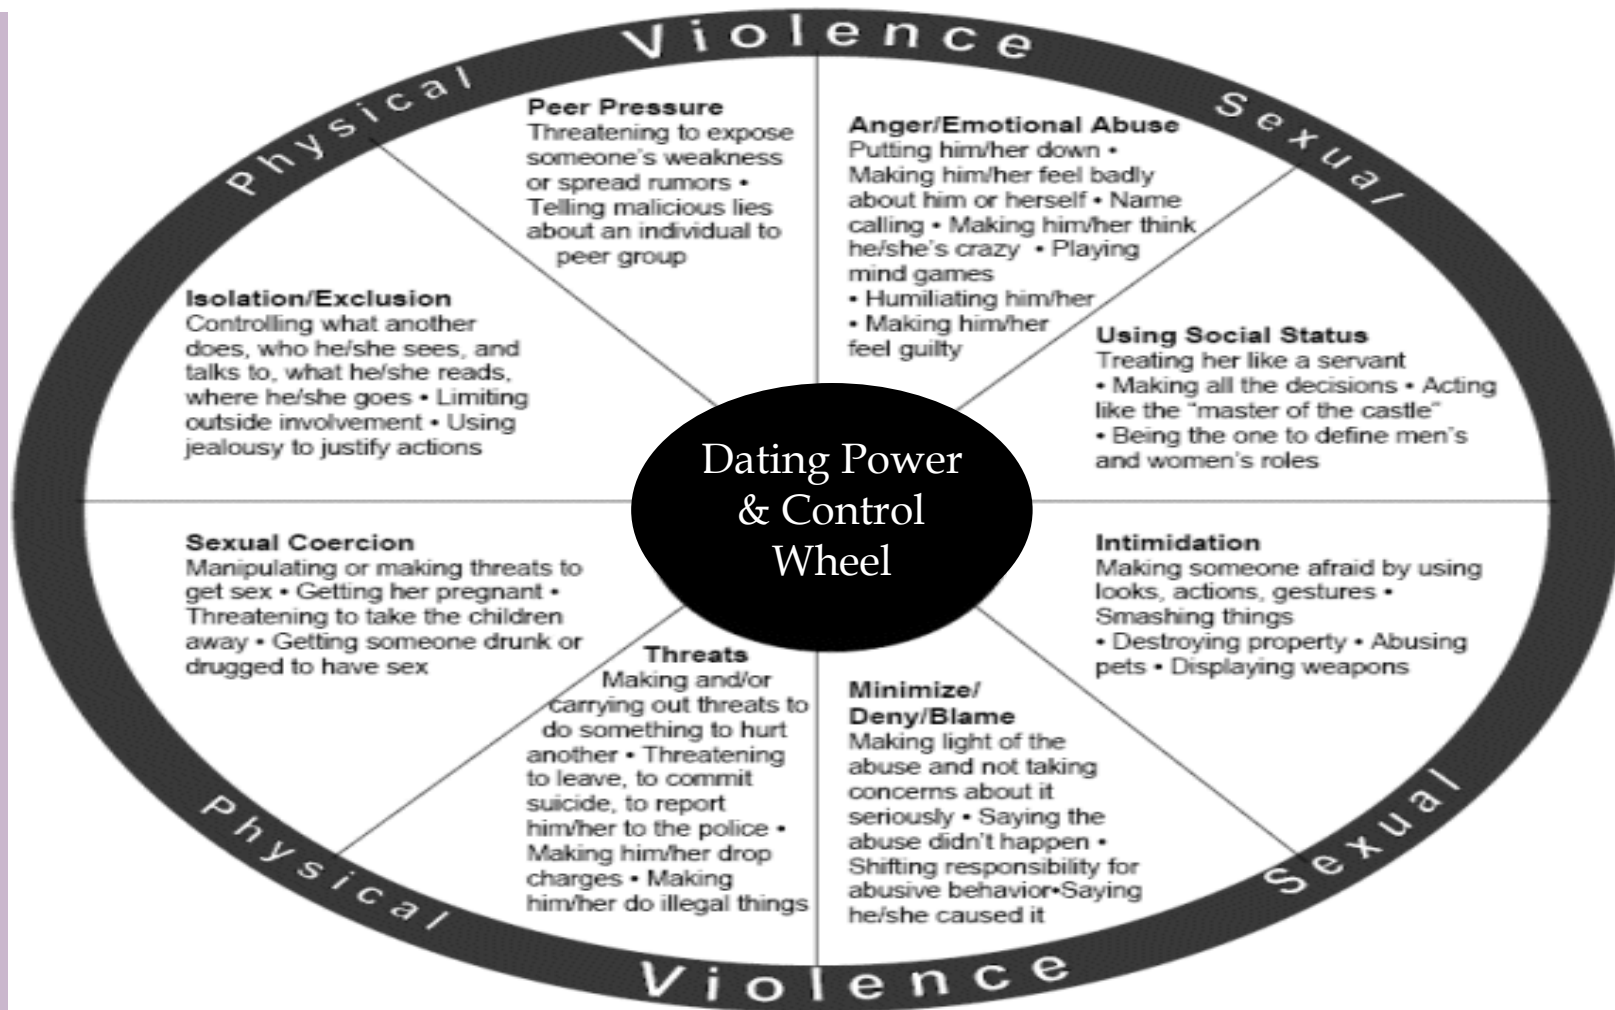 Physical Violence Sexual
Peer Pressure
Threatening to expose
someone's weakness
or spread rumors •
Telling malicious lies
about an individual to
peer group
Anger/Emotional Abuse
Putting him/her down •
Making him/her feel badly
about him or herself • Name
calling • Making him/her think
he/she's crazy • Playing
mind games
• Humiliating him/her
• Making him/her
feel guilty
Isolation/Exclusion
Controlling what another
does, who he/she sees, and
talks to, what he/she reads,
where he/she goes • Limiting
outside involvement • Using
jealousy to justify actions
Using Social Status
Treating her like a servant
• Making all the decisions • Acting
like the "master of the castle"
• Being the one to define men's
and women's roles
Dating Power
& Control
Wheel
Sexual Coercion
Manipulating or making threats to
get sex • Getting her pregnant •
Threatening to take the children
away • Getting someone drunk or
drugged to have sex
Intimidation
Making someone afraid by using
looks, actions, gestures •
Smashing things
• Destroying property • Abusing
pets • Displaying weapons
Threats
Making and/or
carrying out threats to
do something to hurt
another • Threatening
to leave, to commit
suicide, to report
him/her to the police •
Making him/her drop
charges • Making
him/her do illegal things
Minimize/
Deny/Blame
Making light of the
abuse and not taking
concerns about it
seriously • Saying the
abuse didn't happen •
Shifting responsibility for
abusive behavior•Saying
he/she caused it
Physical Violence Sexual